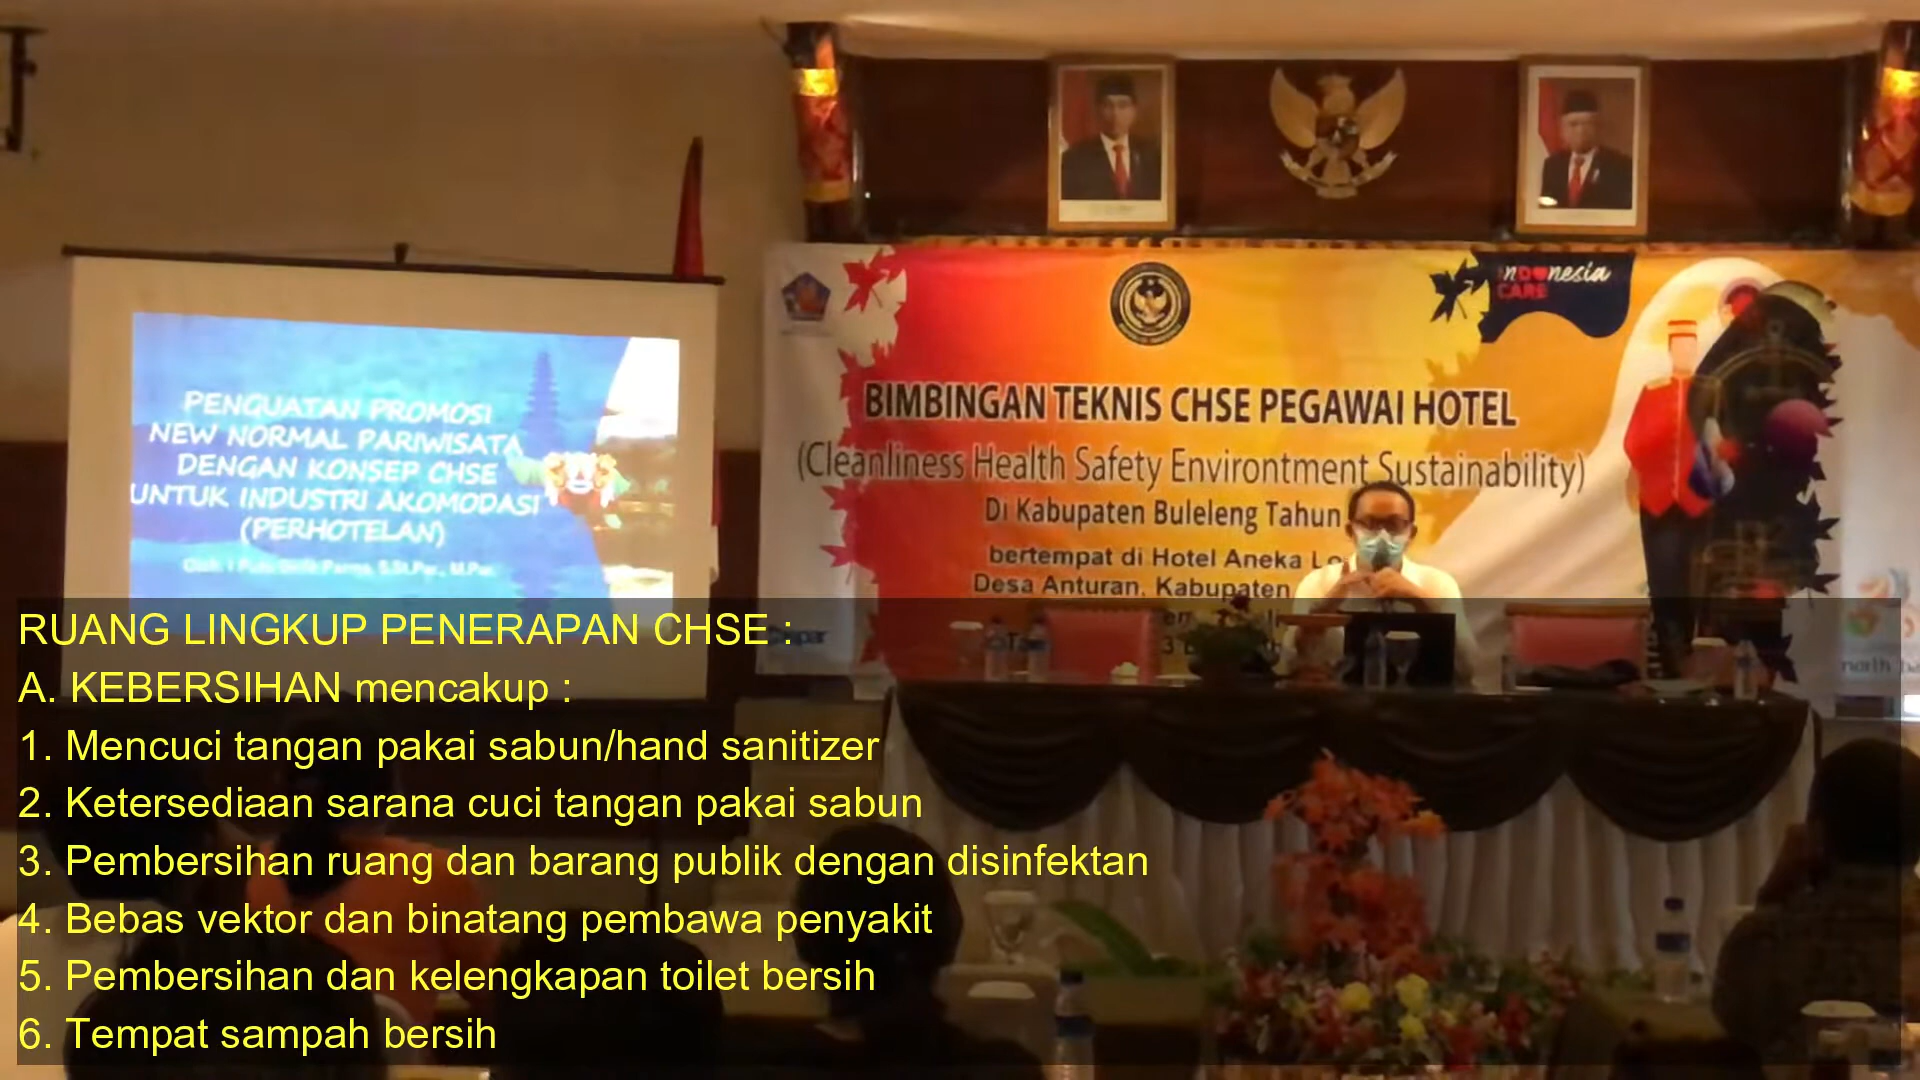 PENGUATAN PROMOSI
NEW NORMAL PARIWISATA
DENGAN KONSEP CHSE
UNTUK INDUSTRI AKOMODASI
(PERHOTELAN)
INDONESIA
CARE
BIMBINGAN TEKNIS CHSE PEGAWAI HOTEL
(Cleanliness Health Safety Environtment Sustainability)
Di Kabupaten Buleleng Tahun
bertempat di Hotel Aneka
Desa Anturan, Kabupaten
RUANG LINGKUP PENERAPAN CHSE :
A. KEBERSIHAN mencakup :
1. Mencuci tangan pakai sabun/hand sanitizer
2. Ketersediaan sarana cuci tangan pakai sabun
3. Pembersihan ruang dan barang publik dengan disinfektan
4. Bebas vektor dan binatang pembawa penyakit
5. Pembersihan dan kelengkapan toilet bersih
6. Tempat sampah bersih